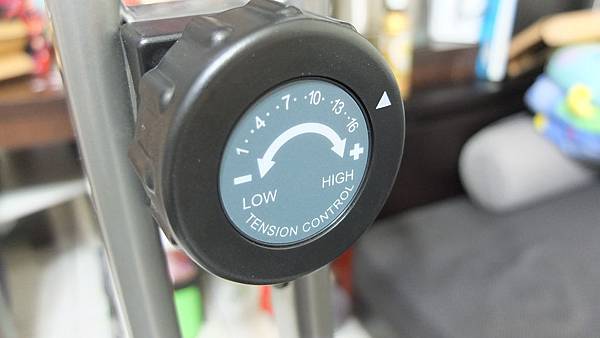 1··4··7··10··13··16
- +
LOW HIGH
TENSION CONTROL